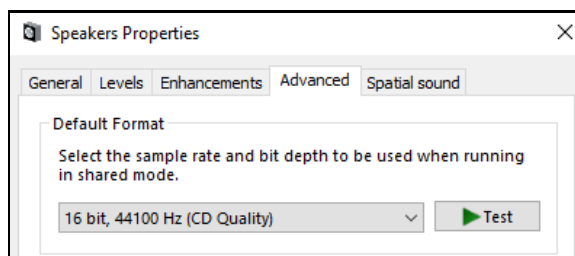 Speakers Properties
General Levels Enhancements Advanced Spatial sound
Default Format
Select the sample rate and bit depth to be used when running
in shared mode.
16 bit, 44100 Hz (CD Quality) Test